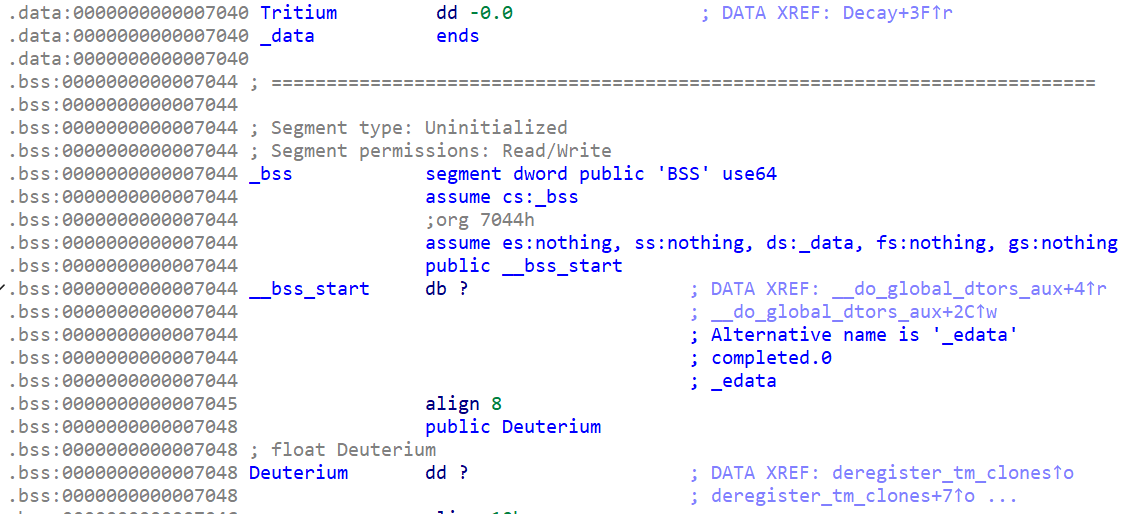 .data:0000000000007040 Tritium dd -0.0 ; DATA XREF: Decay+3F↑r
.data:0000000000007040 _data ends
.data:0000000000007040
.bss:0000000000007044 ; ===========================================================================
.bss:0000000000007044
.bss:0000000000007044 ; Segment type: Uninitialized
.bss:0000000000007044 ; Segment permissions: Read/Write
.bss:0000000000007044 _bss segment dword public 'BSS' use64
.bss:0000000000007044 assume cs:_bss
.bss:0000000000007044 ;org 7044h
.bss:0000000000007044 assume es:nothing, ss:nothing, ds:_data, fs:nothing, gs:nothing
.bss:0000000000007044 public __bss_start
.bss:0000000000007044 __bss_start db ? ; DATA XREF: __do_global_dtors_aux+4↑r
.bss:0000000000007044 ; __do_global_dtors_aux+2C↑w
.bss:0000000000007044 ; Alternative name is '_edata'
.bss:0000000000007044 ; completed.0
.bss:0000000000007044 ; _edata
.bss:0000000000007045 align 8
.bss:0000000000007048 public Deuterium
.bss:0000000000007048 ; float Deuterium
.bss:0000000000007048 Deuterium dd ? ; DATA XREF: deregister_tm_clones↑o
.bss:0000000000007048 ; deregister_tm_clones+7↑o ...